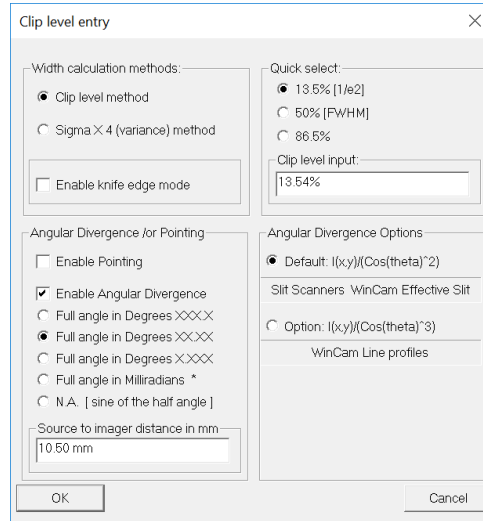 Clip level entry
Width calculation methods:
Clip level method
Sigma X 4 (variance) method
Enable knife edge mode
Quick select:
13.5% [1/e2]
50% [FWHM]
86.5%
Clip level input:
13.54%
Angular Divergence /or Pointing
Enable Pointing
Enable Angular Divergence
Full angle in Degrees XXX.X
Full angle in Degrees XX.XX
Full angle in Degrees X.XXX
Full angle in Milliradians *
N.A. [ sine of the half angle ]
Source to imager distance in mm
10.50 mm
Angular Divergence Options
Default: I(x,y)/(Cos(theta)^2)
Slit Scanners WinCam Effective Slit
Option: I(x,y)/(Cos(theta)^3)
WinCam Line profiles
OK
Cancel